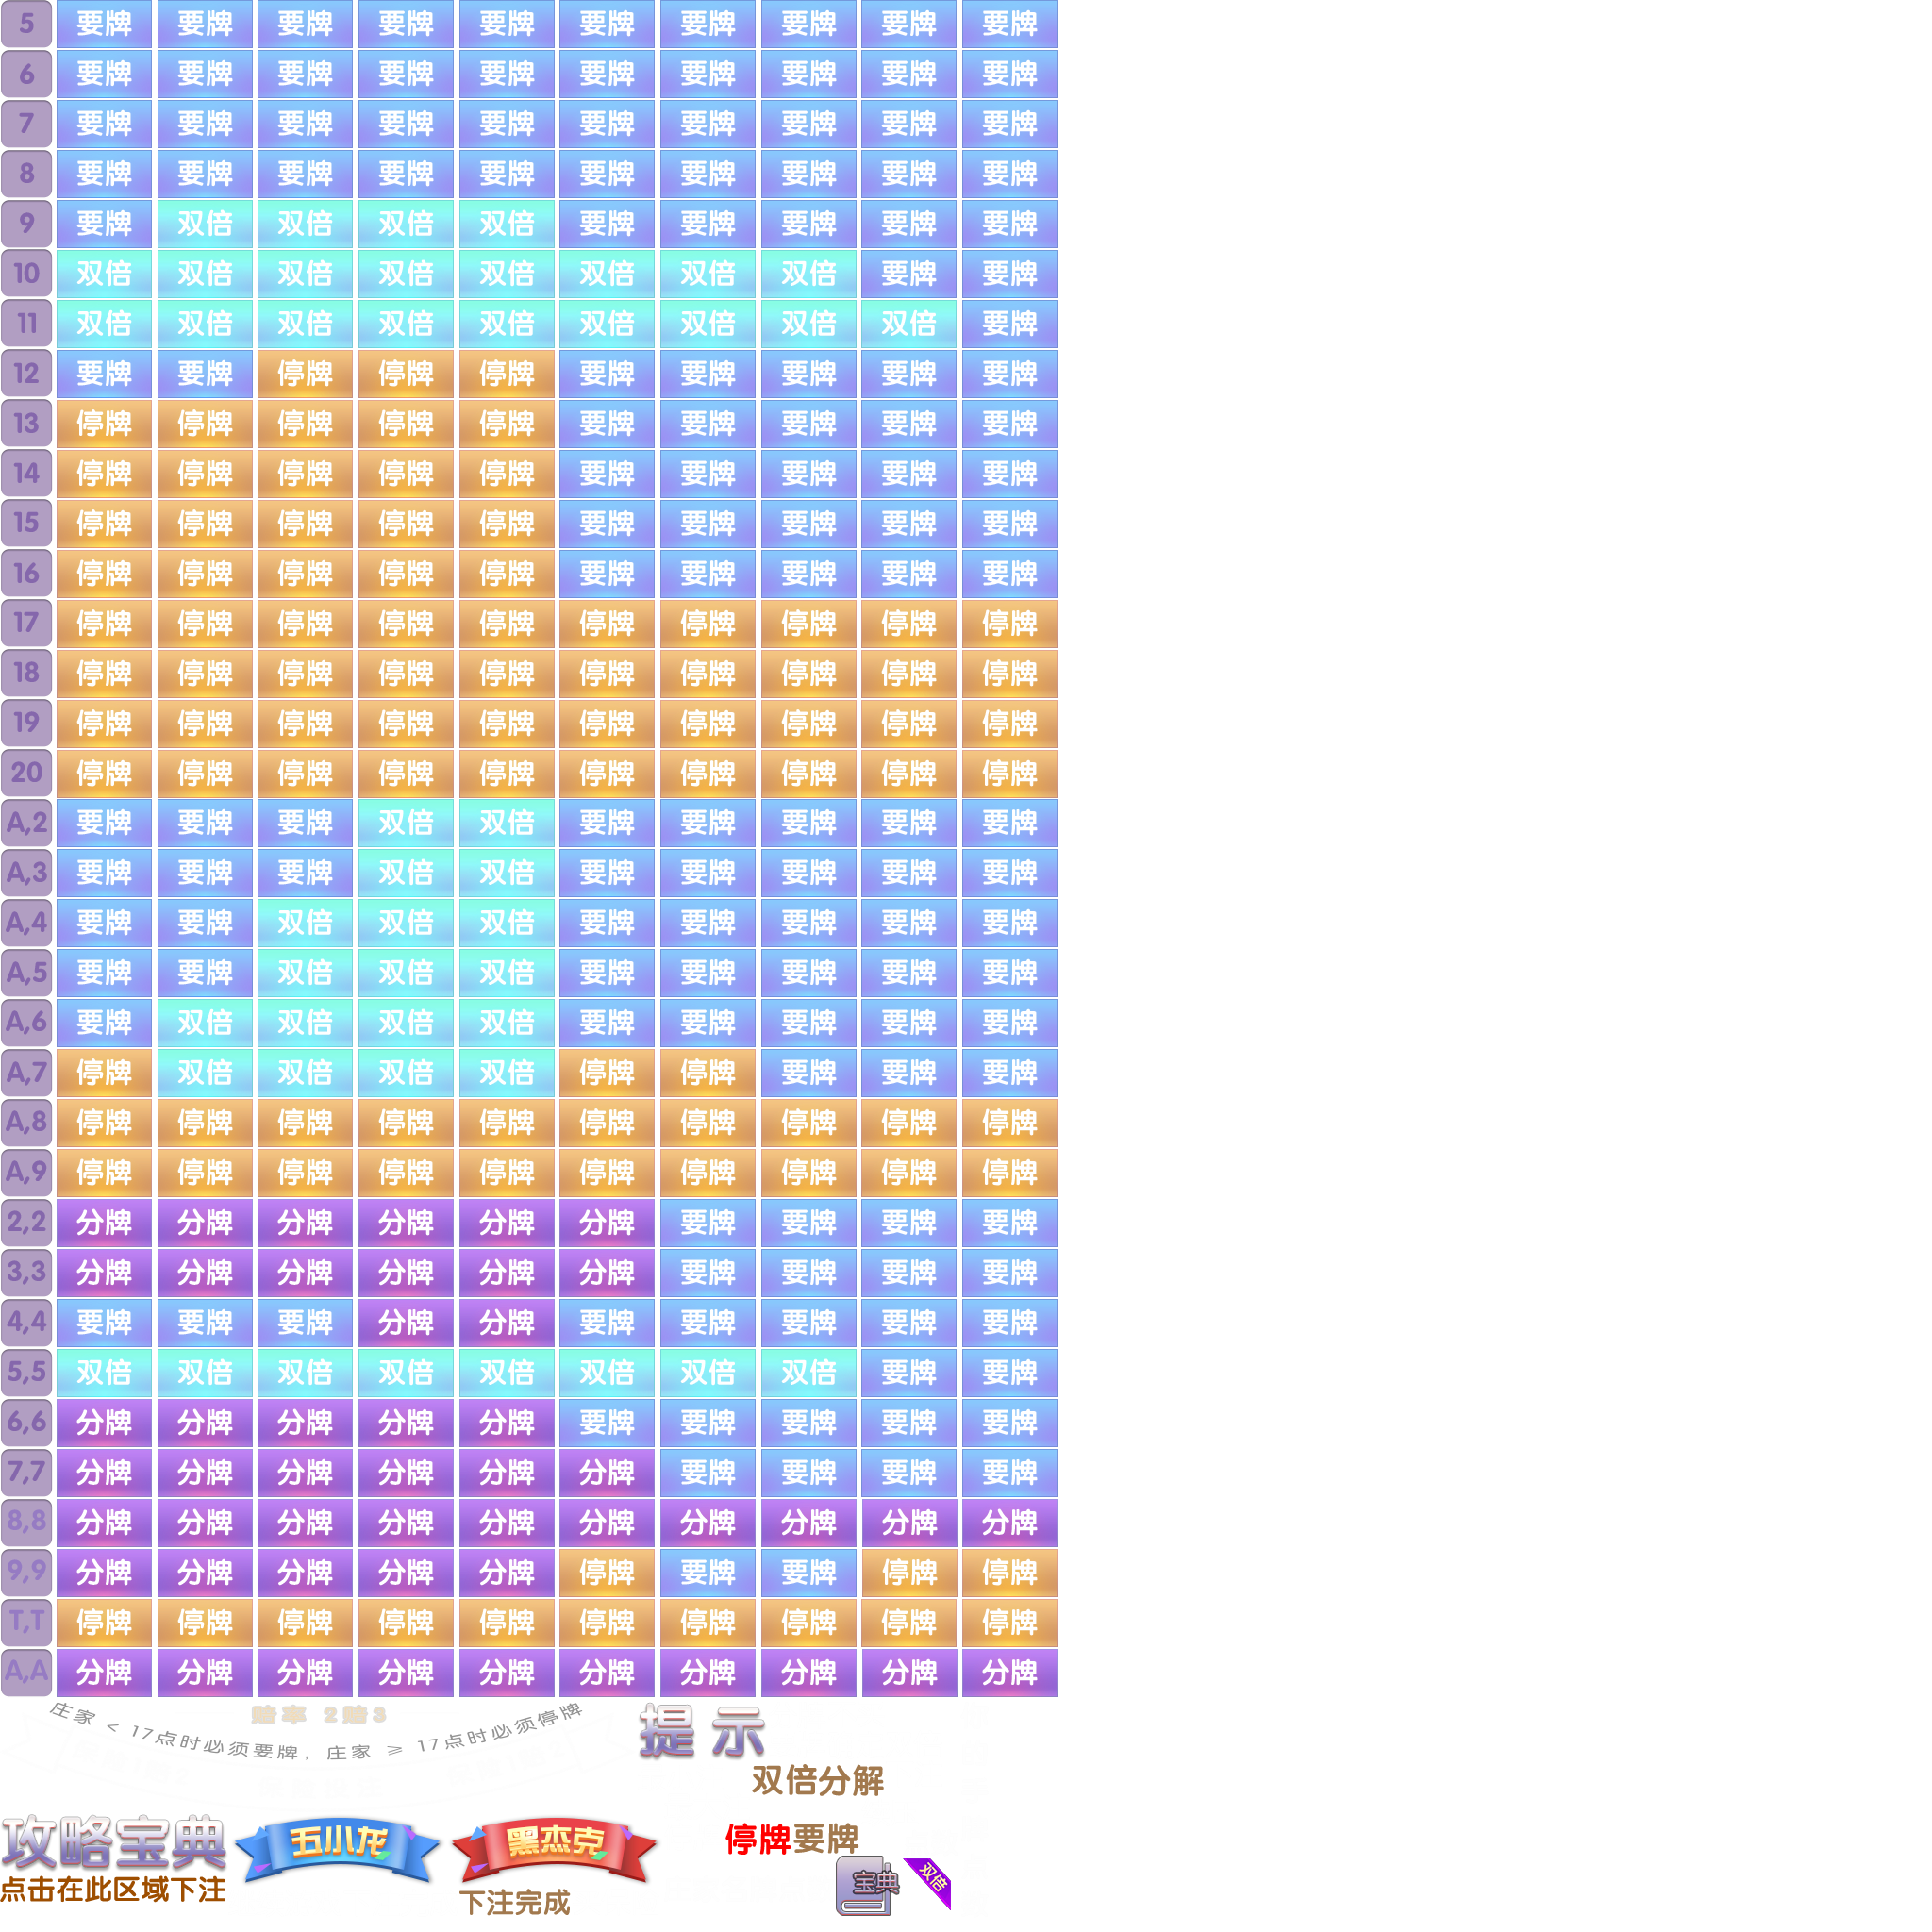 5 要牌 要牌 要牌 要牌 要牌 要牌 要牌 要牌 要牌 要牌
6 要牌 要牌 要牌 要牌 要牌 要牌 要牌 要牌 要牌 要牌
7 要牌 要牌 要牌 要牌 要牌 要牌 要牌 要牌 要牌 要牌
8 要牌 要牌 要牌 要牌 要牌 要牌 要牌 要牌 要牌 要牌
9 要牌 双倍 双倍 双倍 双倍 要牌 要牌 要牌 要牌 要牌
10 双倍 双倍 双倍 双倍 双倍 双倍 双倍 双倍 要牌 要牌
11 双倍 双倍 双倍 双倍 双倍 双倍 双倍 双倍 双倍 要牌
12 要牌 要牌 停牌 停牌 停牌 要牌 要牌 要牌 要牌 要牌
13 停牌 停牌 停牌 停牌 停牌 要牌 要牌 要牌 要牌 要牌
14 停牌 停牌 停牌 停牌 停牌 要牌 要牌 要牌 要牌 要牌
15 停牌 停牌 停牌 停牌 停牌 要牌 要牌 要牌 要牌 要牌
16 停牌 停牌 停牌 停牌 停牌 要牌 要牌 要牌 要牌 要牌
17 停牌 停牌 停牌 停牌 停牌 停牌 停牌 停牌 停牌 停牌
18 停牌 停牌 停牌 停牌 停牌 停牌 停牌 停牌 停牌 停牌
19 停牌 停牌 停牌 停牌 停牌 停牌 停牌 停牌 停牌 停牌
20 停牌 停牌 停牌 停牌 停牌 停牌 停牌 停牌 停牌 停牌
A,2 要牌 要牌 要牌 双倍 双倍 要牌 要牌 要牌 要牌 要牌
A,3 要牌 要牌 要牌 双倍 双倍 要牌 要牌 要牌 要牌 要牌
A,4 要牌 要牌 双倍 双倍 双倍 要牌 要牌 要牌 要牌 要牌
A,5 要牌 要牌 双倍 双倍 双倍 要牌 要牌 要牌 要牌 要牌
A,6 要牌 双倍 双倍 双倍 双倍 要牌 要牌 要牌 要牌 要牌
A,7 停牌 双倍 双倍 双倍 双倍 停牌 停牌 要牌 要牌 要牌
A,8 停牌 停牌 停牌 停牌 停牌 停牌 停牌 停牌 停牌 停牌
A,9 停牌 停牌 停牌 停牌 停牌 停牌 停牌 停牌 停牌 停牌
2,2 分牌 分牌 分牌 分牌 分牌 分牌 要牌 要牌 要牌 要牌
3,3 分牌 分牌 分牌 分牌 分牌 分牌 要牌 要牌 要牌 要牌
4,4 要牌 要牌 要牌 分牌 分牌 要牌 要牌 要牌 要牌 要牌
5,5 双倍 双倍 双倍 双倍 双倍 双倍 双倍 双倍 要牌 要牌
6,6 分牌 分牌 分牌 分牌 分牌 要牌 要牌 要牌 要牌 要牌
7,7 分牌 分牌 分牌 分牌 分牌 分牌 要牌 要牌 要牌 要牌
8,8 分牌 分牌 分牌 分牌 分牌 分牌 分牌 分牌 分牌 分牌
9,9 分牌 分牌 分牌 分牌 分牌 停牌 要牌 要牌 停牌 停牌
T,T 停牌 停牌 停牌 停牌 停牌 停牌 停牌 停牌 停牌 停牌
A,A 分牌 分牌 分牌 分牌 分牌 分牌 分牌 分牌 分牌 分牌
赔率 2赔3
庄家 < 17点时必须要牌，庄家 ≥ 17点时必须停牌
提示
双倍分解
攻略宝典
五小龙
黑杰克
停牌要牌
点击在此区域下注
下注完成
宝典
双倍